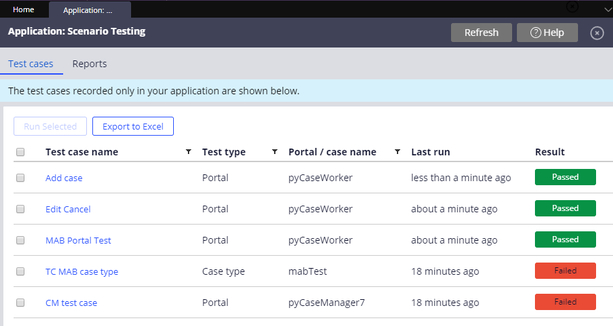 Home Application: ...
Application: Scenario Testing Refresh Help
Test cases Reports
The test cases recorded only in your application are shown below.
Run Selected Export to Excel
Test case name Test type Portal / case name Last run Result
Add case Portal pyCaseWorker less than a minute ago Passed
Edit Cancel Portal pyCaseWorker about a minute ago Passed
MAB Portal Test Portal pyCaseWorker about a minute ago Passed
TC MAB case type Case type mabTest 18 minutes ago Failed
CM test case Portal pyCaseManager7 18 minutes ago Failed